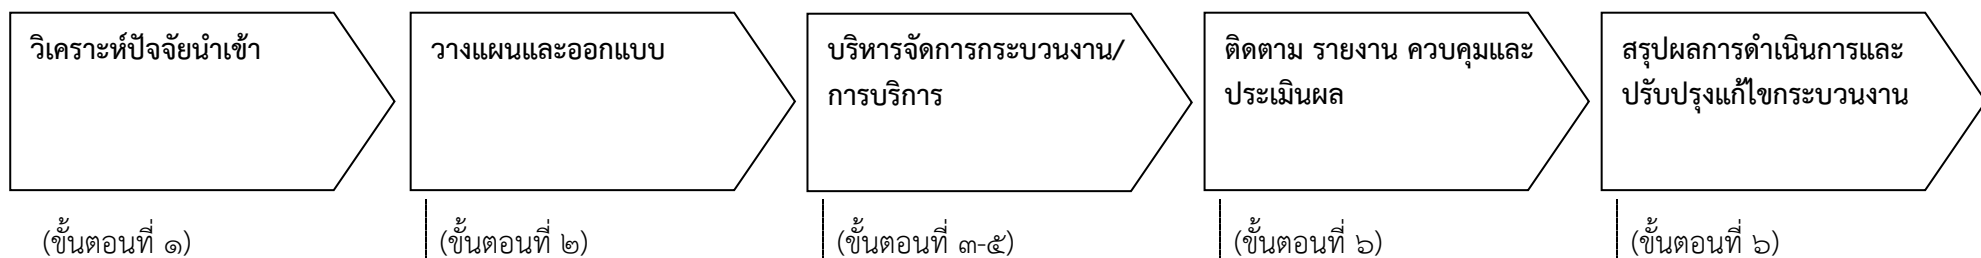 วิเคราะห์ปัจจัยนำเข้า
วางแผนและออกแบบ
บริหารจัดการกระบวนงาน/
การบริการ
ติดตาม รายงาน ควบคุมและ
ประเมินผล
สรุปผลการดำเนินการและ
ปรับปรุงแก้ไขกระบวนงาน
(ขั้นตอนที่ ๑)
(ขั้นตอนที่ ๒)
(ขั้นตอนที่ ๓-๕)
(ขั้นตอนที่ ๖)
(ขั้นตอนที่ ๖)